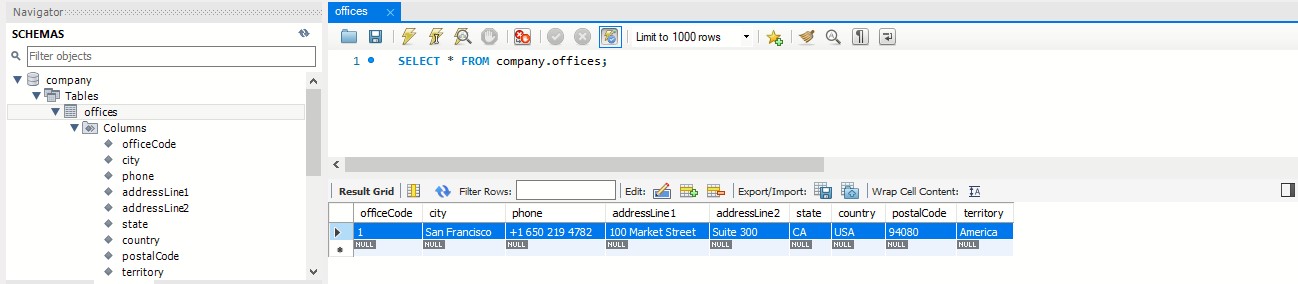 Navigator
SCHEMAS
Filter objects
company
Tables
offices
Columns
officeCode
city
phone
addressLine1
addressLine2
state
country
postalCode
territory
offices ×
Limit to 1000 rows
1 SELECT * FROM company.offices;
Result Grid Filter Rows: Edit: Export/Import: Wrap Cell Content:
officeCode city phone addressLine1 addressLine2 state country postalCode territory
1 San Francisco +1 650 219 4782 100 Market Street Suite 300 CA USA 94080 America
NULL NULL NULL NULL NULL NULL NULL NULL NULL